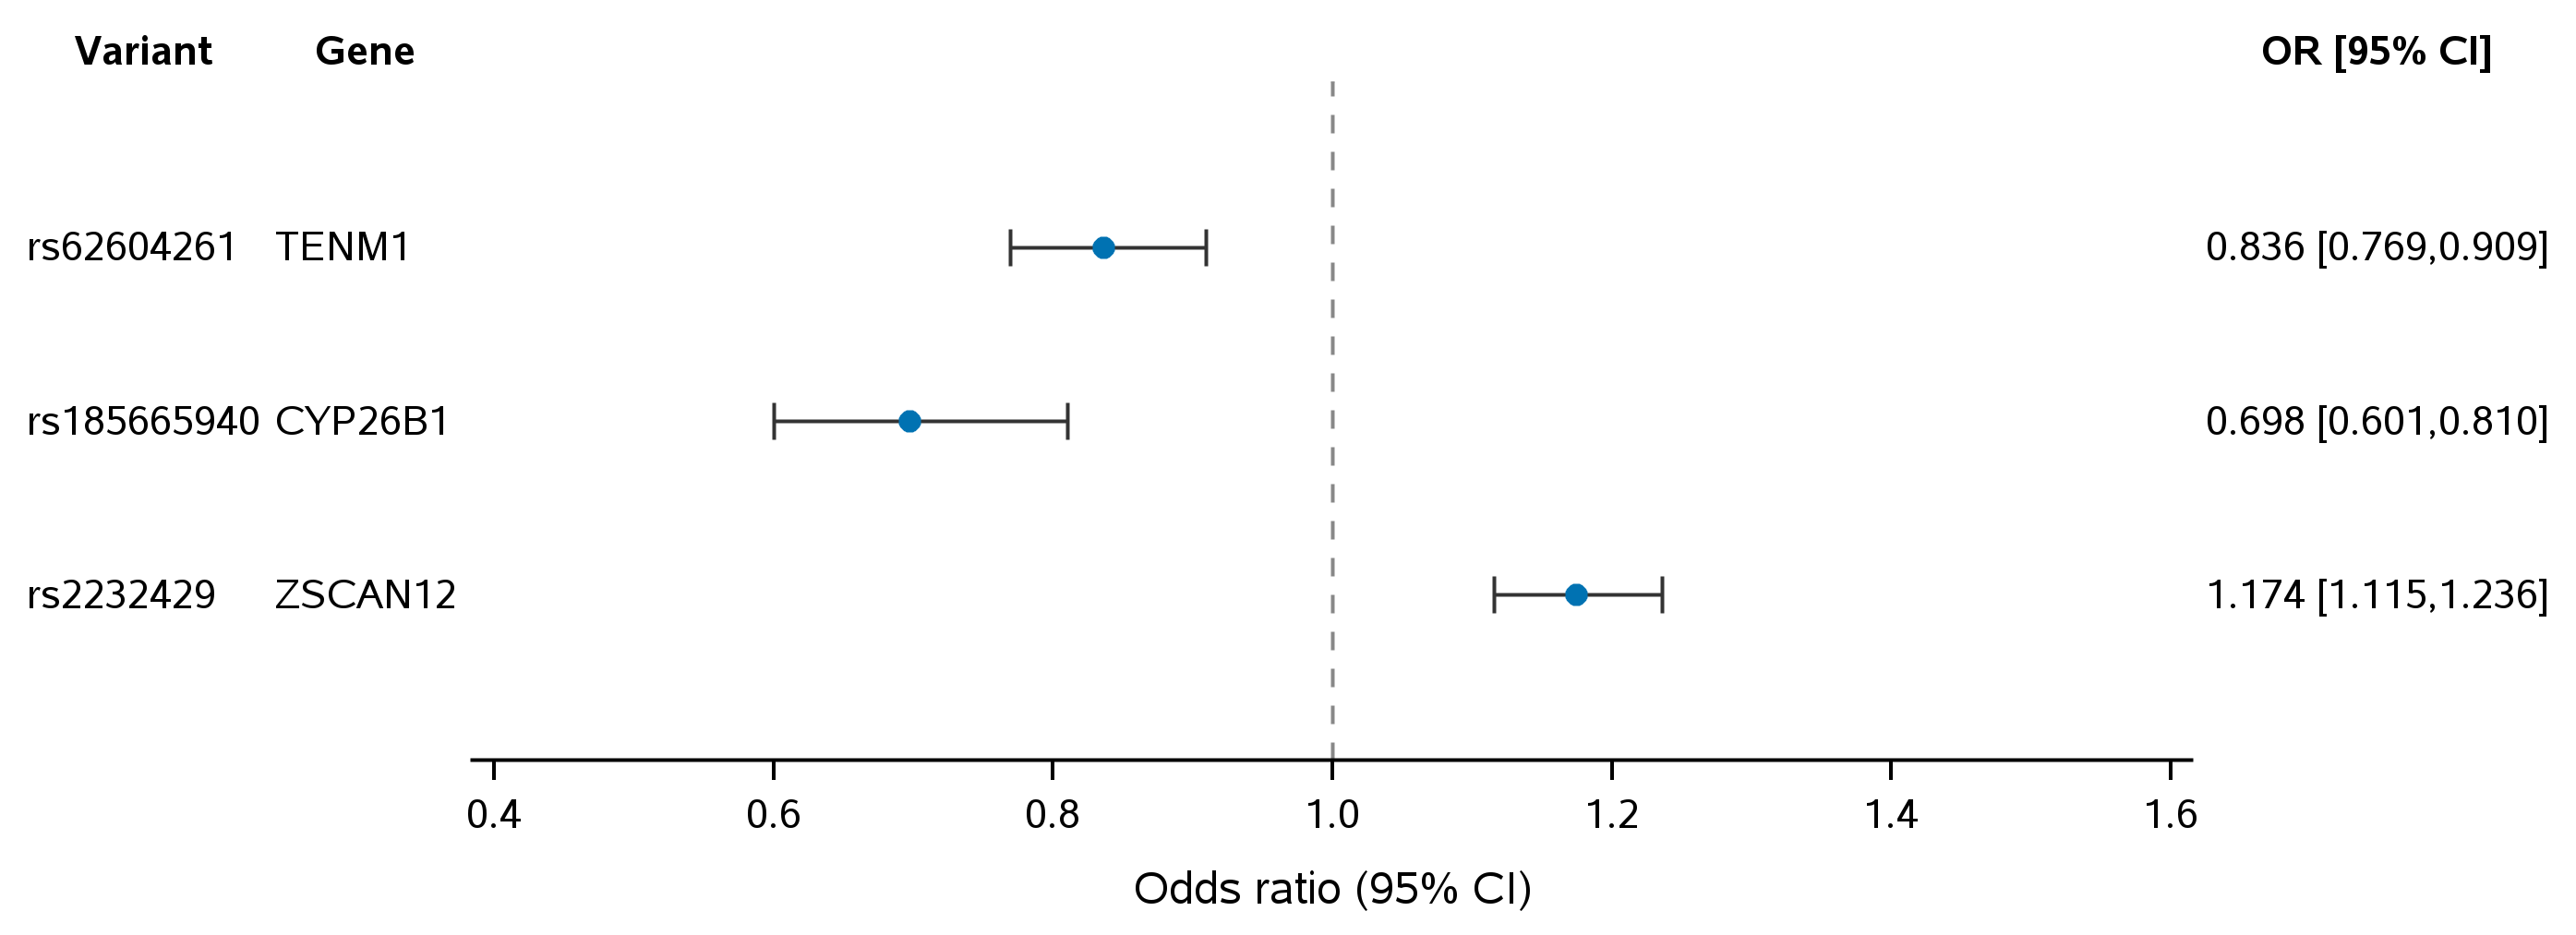 Variant Gene OR [95% CI]
rs62604261 TENM1 0.836 [0.769,0.909]
rs185665940 CYP26B1 0.698 [0.601,0.810]
rs2232429 ZSCAN12 1.174 [1.115,1.236]
0.4 0.6 0.8 1.0 1.2 1.4 1.6
Odds ratio (95% CI)